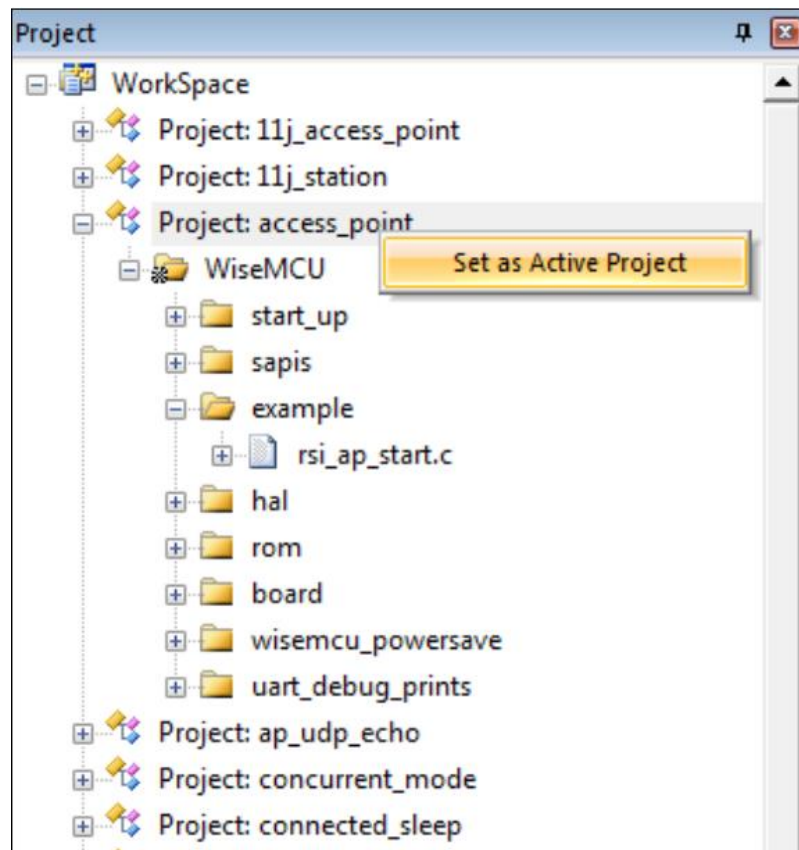 Project
WorkSpace
Project: 11j_access_point
Project: 11j_station
Project: access_point
Set as Active Project
WiseMCU
start_up
sapis
example
rsi_ap_start.c
hal
rom
board
wisemcu_powersave
uart_debug_prints
Project: ap_udp_echo
Project: concurrent_mode
Project: connected_sleep